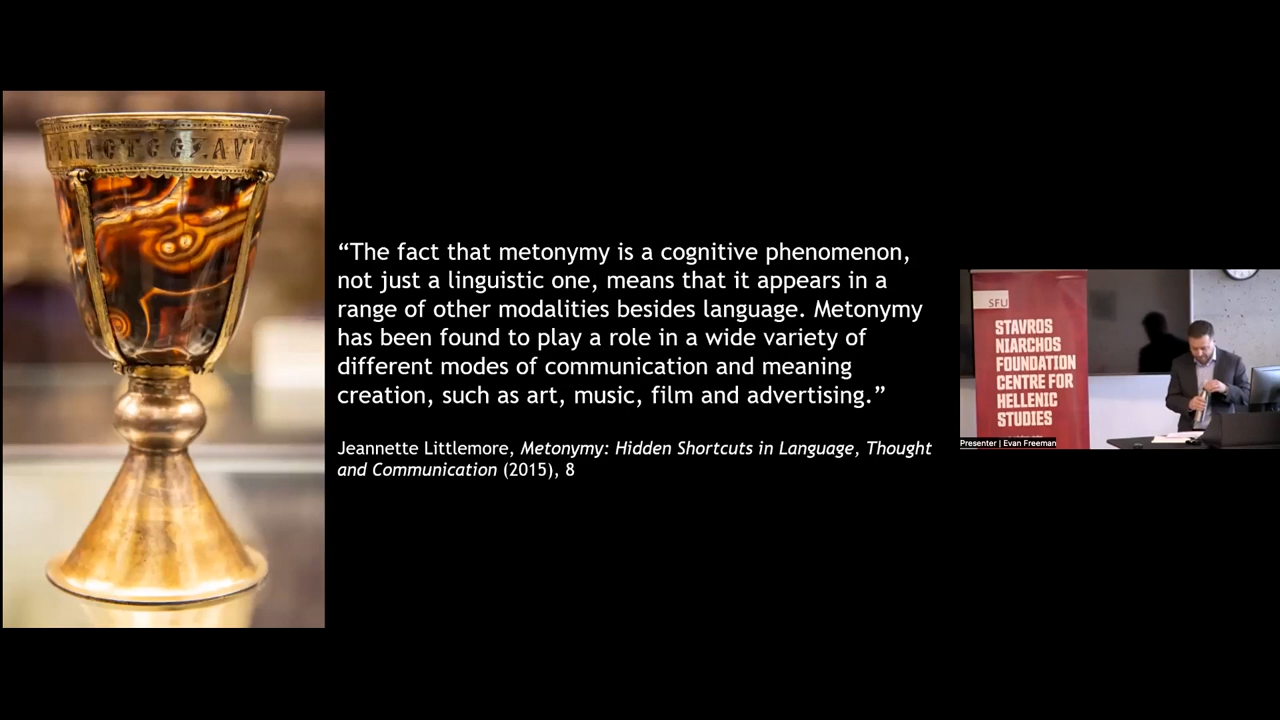 “The fact that metonymy is a cognitive phenomenon,
not just a linguistic one, means that it appears in a
range of other modalities besides language. Metonymy
has been found to play a role in a wide variety of
different modes of communication and meaning
creation, such as art, music, film and advertising.”
Jeannette Littlemore, Metonymy: Hidden Shortcuts in Language, Thought
and Communication (2015), 8
SFU
STAVROS
NIARCHOS
FOUNDATION
CENTRE FOR
HELLENIC
STUDIES
Presenter | Evan Freeman